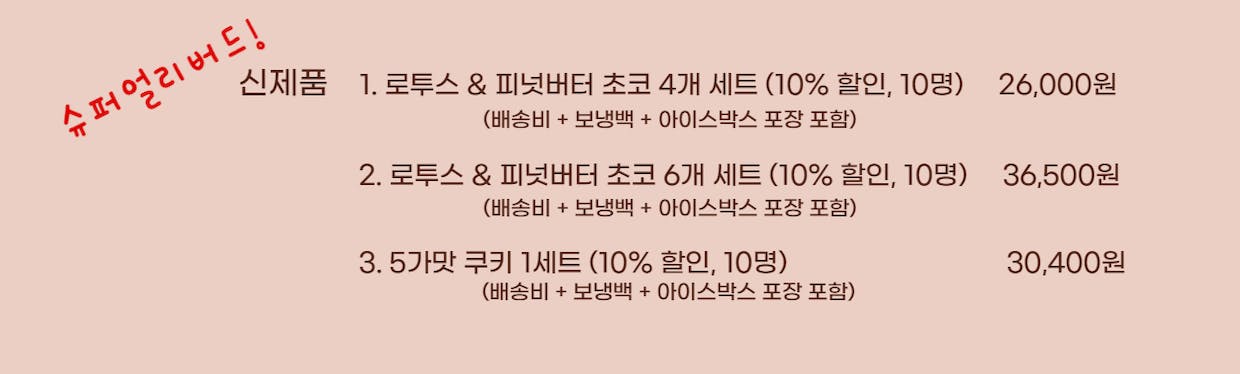 슈퍼얼리버드!
신제품 1. 로투스 & 피넛버터 초코 4개 세트 (10% 할인, 10명) 26,000원
(배송비 + 보냉백 + 아이스박스 포장 포함)
2. 로투스 & 피넛버터 초코 6개 세트 (10% 할인, 10명) 36,500원
(배송비 + 보냉백 + 아이스박스 포장 포함)
3. 5가맛 쿠키 1세트 (10% 할인, 10명) 30,400원
(배송비 + 보냉백 + 아이스박스 포장 포함)